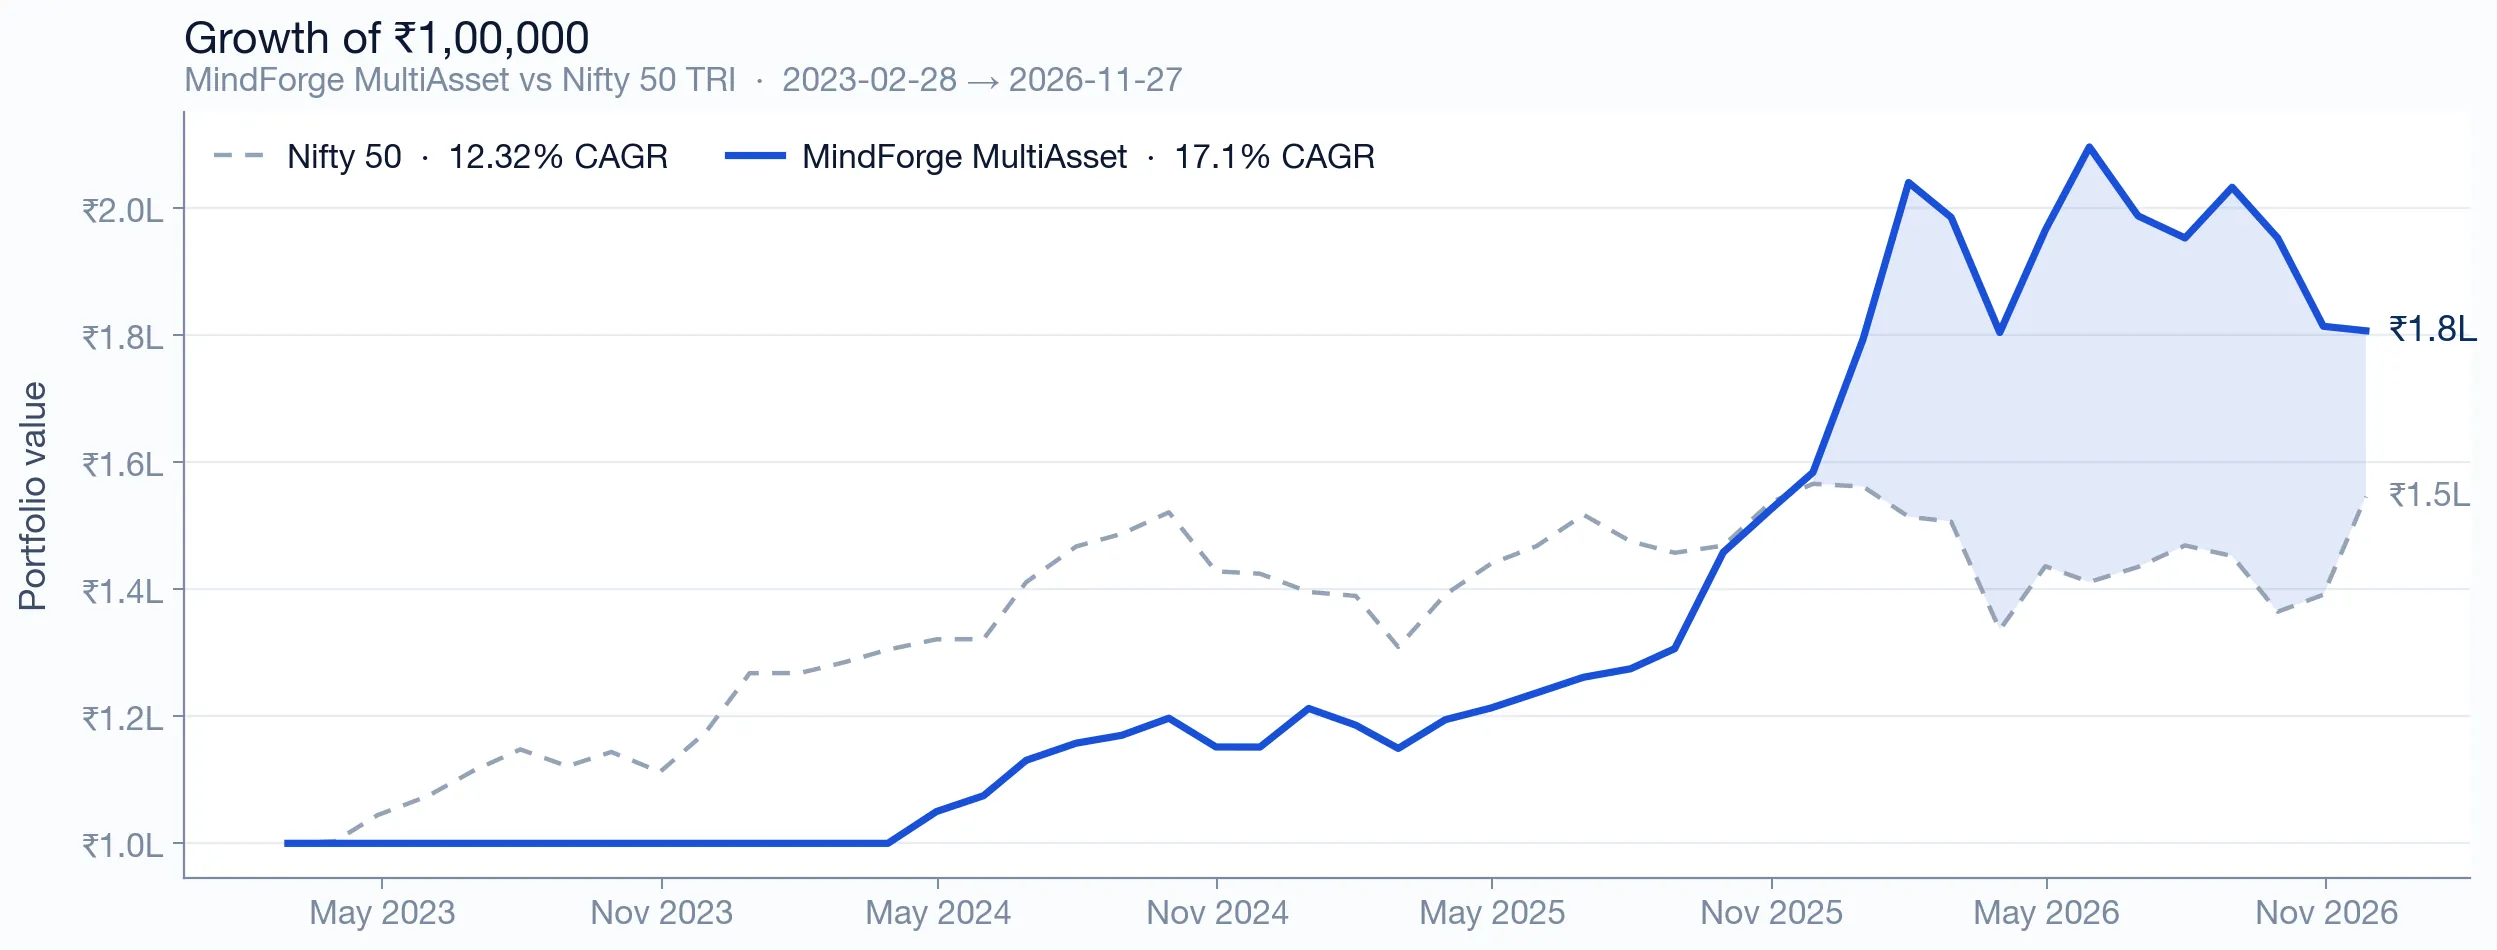 Growth of ₹1,00,000
MindForge MultiAsset vs Nifty 50 TRI · 2023-02-28 → 2026-11-27
Nifty 50 · 12.32% CAGR
MindForge MultiAsset · 17.1% CAGR
Portfolio value
₹2.0L
₹1.8L
₹1.6L
₹1.4L
₹1.2L
₹1.0L
₹1.8L
₹1.5L
May 2023
Nov 2023
May 2024
Nov 2024
May 2025
Nov 2025
May 2026
Nov 2026